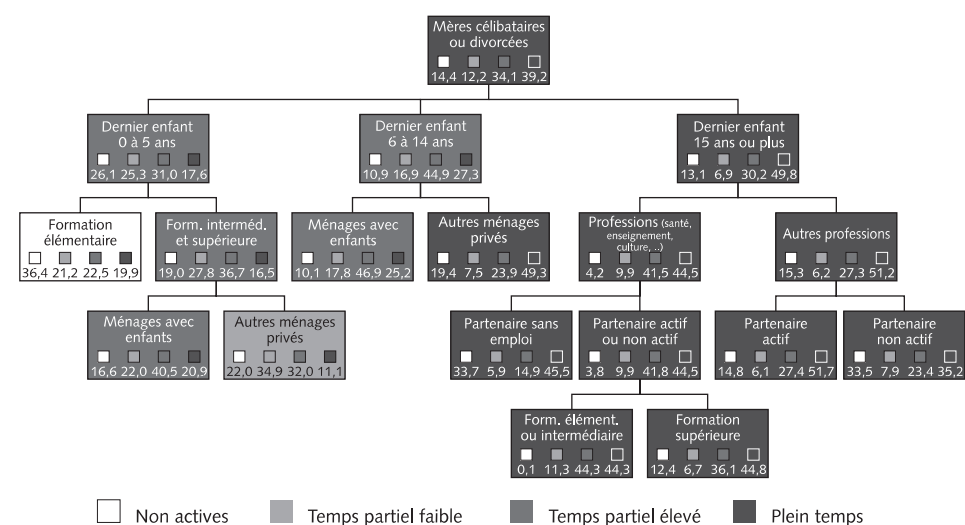 Mères célibataires
ou divorcées
14,4 12,2 34,1 39,2
Dernier enfant
0 à 5 ans
26,1 25,3 31,0 17,6
Dernier enfant
6 à 14 ans
10,9 16,9 44,9 27,3
Dernier enfant
15 ans ou plus
13,1 6,9 30,2 49,8
Formation
élémentaire
36,4 21,2 22,5 19,9
Form. interméd.
et supérieure
19,0 27,8 36,7 16,5
Ménages avec
enfants
10,1 17,8 46,9 25,2
Autres ménages
privés
19,4 7,5 23,9 49,3
Professions (santé,
enseignement,
culture, ..)
4,2 9,9 41,5 44,5
Autres professions
15,3 6,2 27,3 51,2
Ménages avec
enfants
16,6 22,0 40,5 20,9
Autres ménages
privés
22,0 34,9 32,0 11,1
Partenaire sans
emploi
33,7 5,9 14,9 45,5
Partenaire actif
ou non actif
3,8 9,9 41,8 44,5
Partenaire
actif
14,8 6,1 27,4 51,7
Partenaire
non actif
33,5 7,9 23,4 35,2
Form. élément.
ou intermédiaire
0,1 11,3 44,3 44,3
Formation
supérieure
12,4 6,7 36,1 44,8
Non actives
Temps partiel faible
Temps partiel élevé
Plein temps